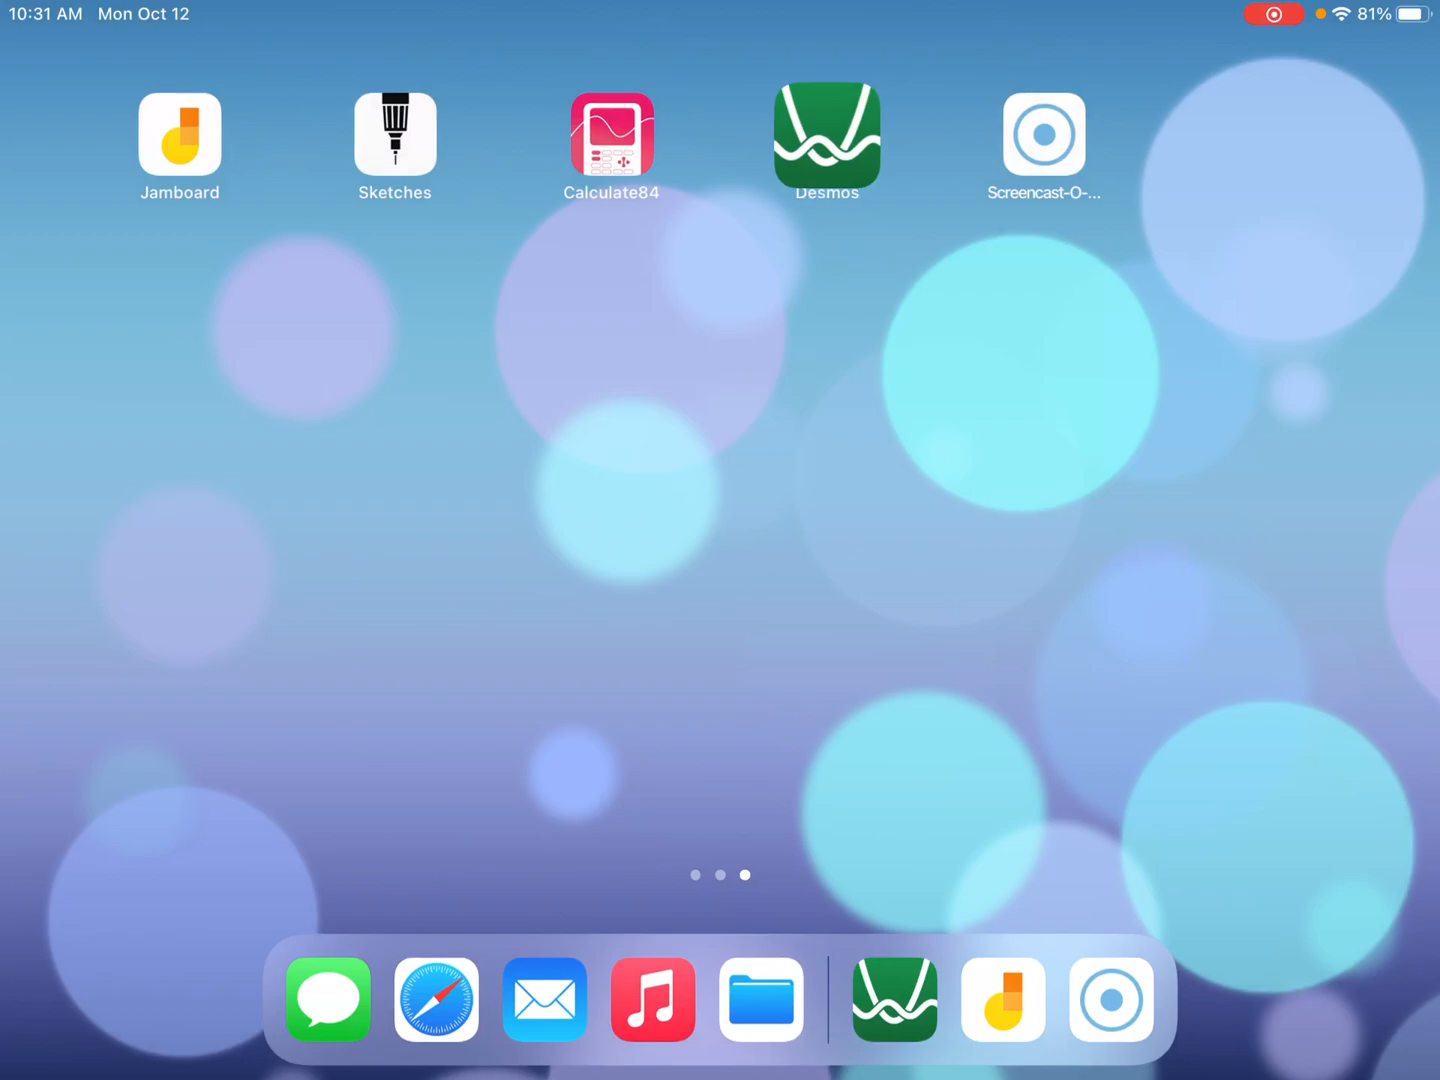 10:31 AM Mon Oct 12
81%
Jamboard
Sketches
Calculate84
Desmos
Screencast-O-...